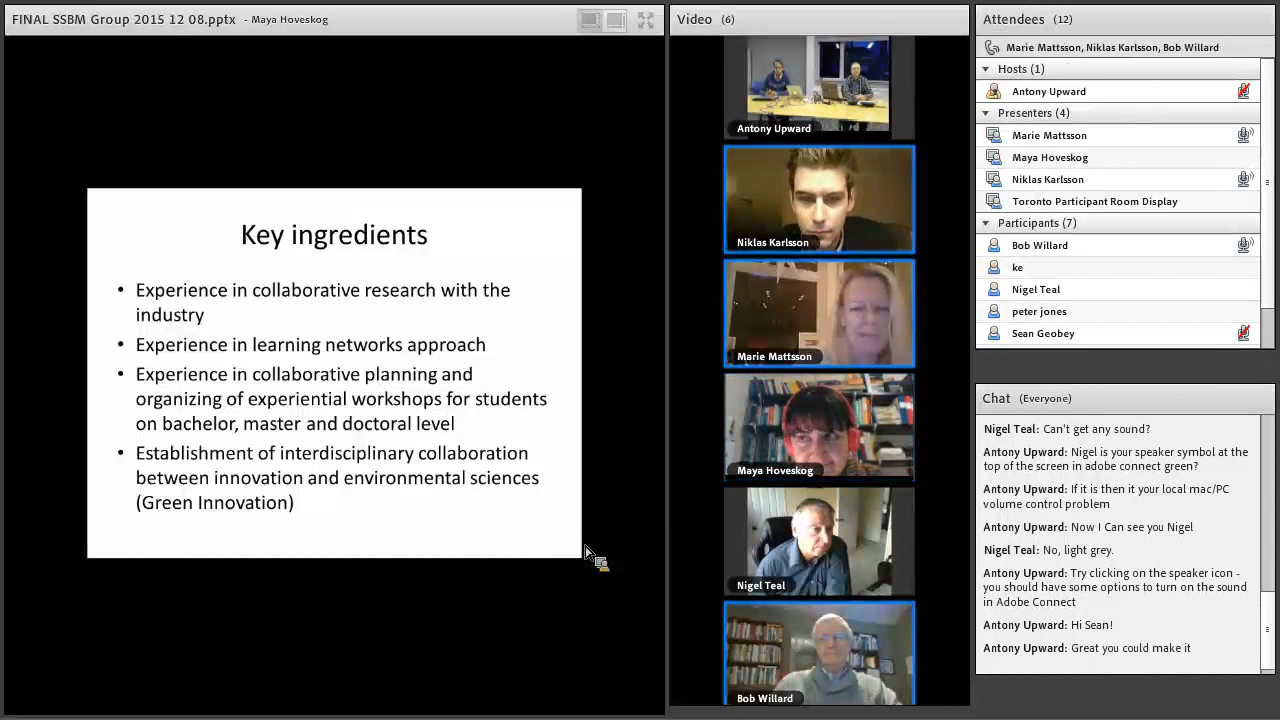 FINAL SSBM Group 2015 12 08.pptx - Maya Hoveskog
Key ingredients
• Experience in collaborative research with the
industry
• Experience in learning networks approach
• Experience in collaborative planning and
organizing of experiential workshops for students
on bachelor, master and doctoral level
• Establishment of interdisciplinary collaboration
between innovation and environmental sciences
(Green Innovation)
Video (6)
Antony Upward
Niklas Karlsson
Marie Mattsson
Maya Hoveskog
Nigel Teal
Bob Willard
Attendees (12)
Marie Mattsson, Niklas Karlsson, Bob Willard
Hosts (1)
Antony Upward
Presenters (4)
Marie Mattsson
Maya Hoveskog
Niklas Karlsson
Toronto Participant Room Display
Participants (7)
Bob Willard
ke
Nigel Teal
peter jones
Sean Geobey
Chat (Everyone)
Nigel Teal: Can't get any sound?
Antony Upward: Nigel is your speaker symbol at the
top of the screen in adobe connect green?
Antony Upward: If it is then it your local mac/PC
volume control problem
Antony Upward: Now I Can see you Nigel
Nigel Teal: No, light grey.
Antony Upward: Try clicking on the speaker icon -
you should have some options to turn on the sound
in Adobe Connect
Antony Upward: Hi Sean!
Antony Upward: Great you could make it